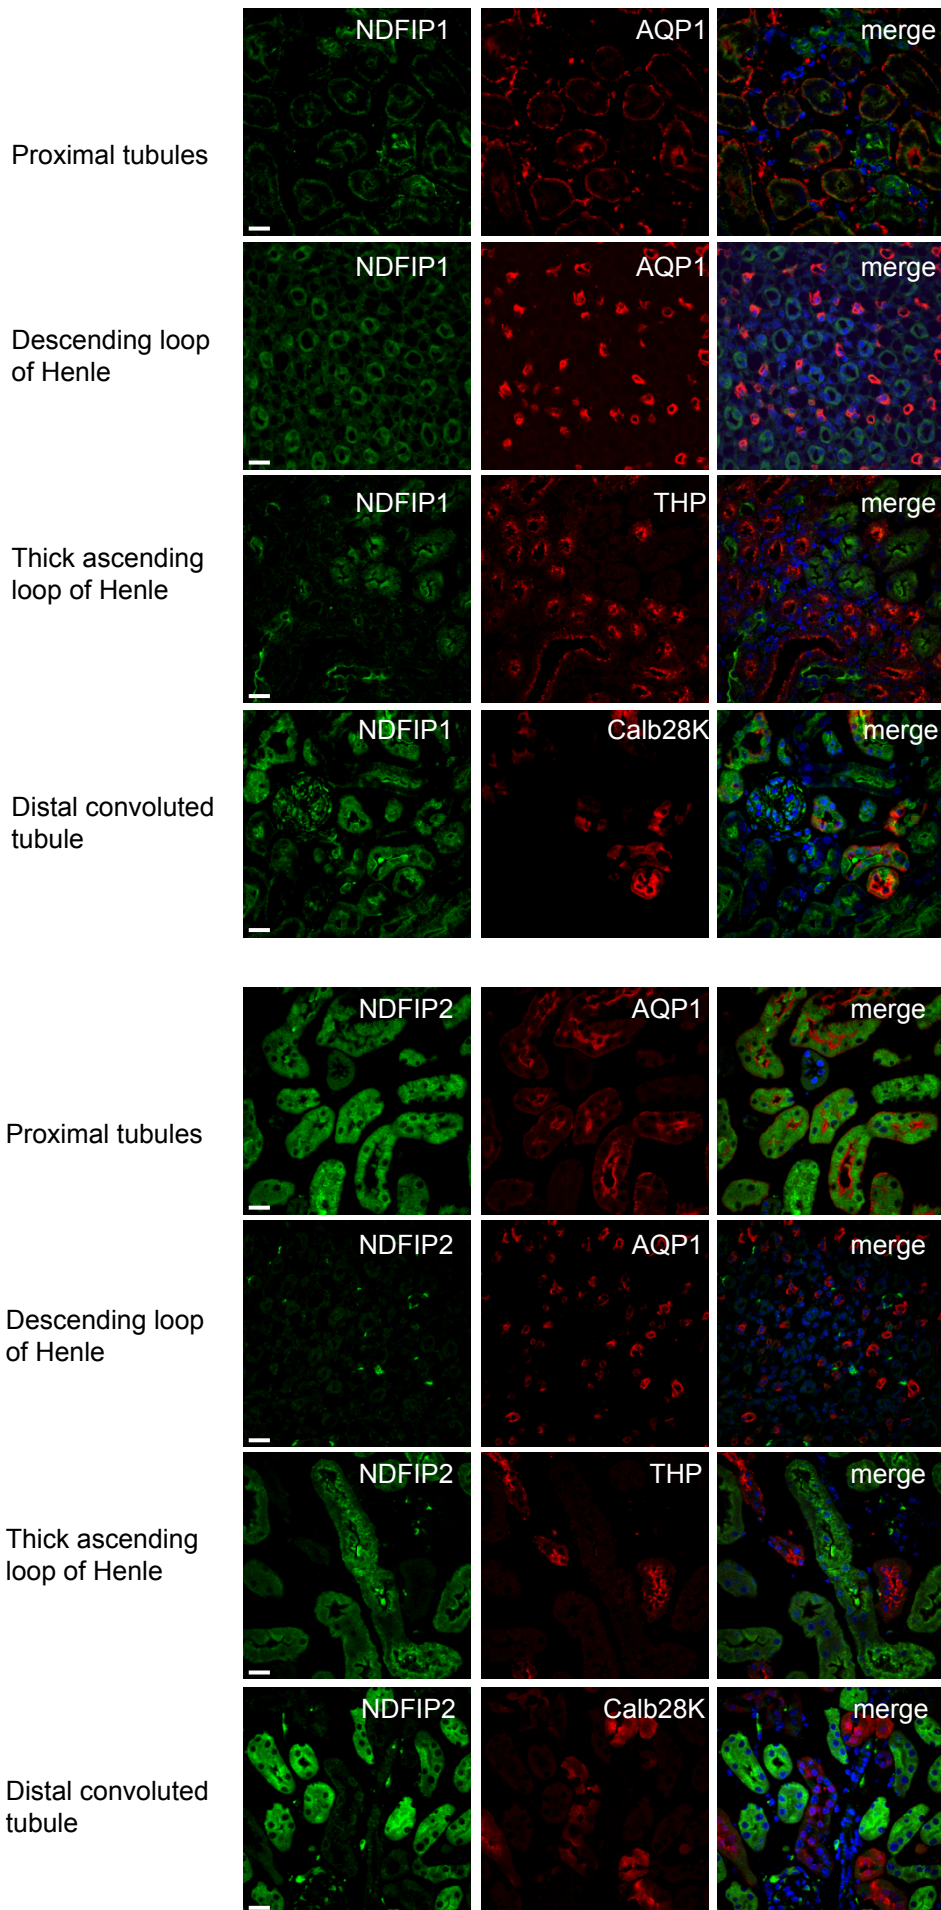 NDFIP1 AQP1 merge
Proximal tubules
NDFIP1 AQP1 merge
Descending loop
of Henle
NDFIP1 THP merge
Thick ascending
loop of Henle
NDFIP1 Calb28K merge
Distal convoluted
tubule
NDFIP2 AQP1 merge
Proximal tubules
NDFIP2 AQP1 merge
Descending loop
of Henle
NDFIP2 THP merge
Thick ascending
loop of Henle
NDFIP2 Calb28K merge
Distal convoluted
tubule